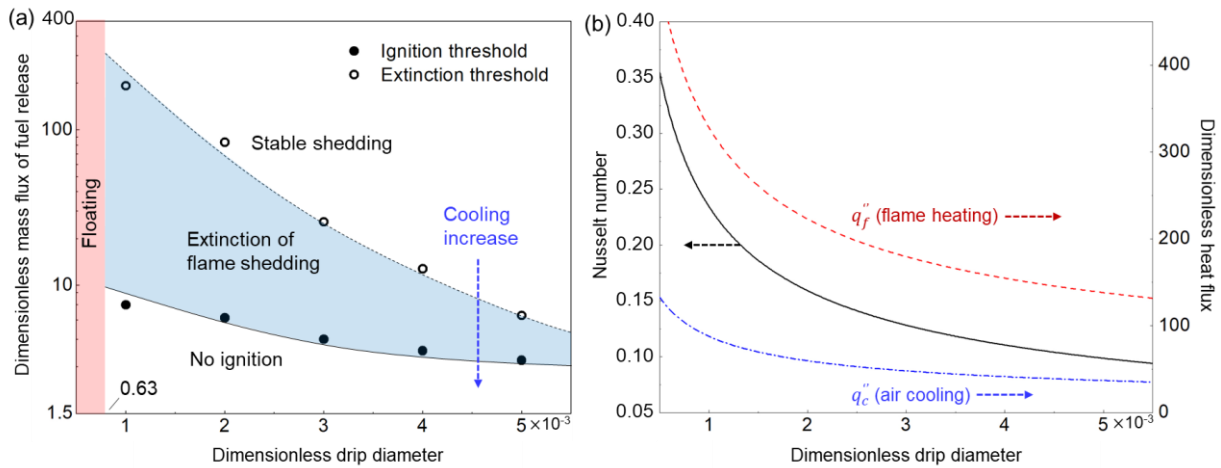 (a)
400
100
10
1.5
Dimensionless mass flux of fuel release
Floating
Ignition threshold
Extinction threshold
Stable shedding
Cooling
increase
Extinction of
flame shedding
No ignition
0.63
1 2 3 4 5×10⁻³
Dimensionless drip diameter
(b)
0.40
0.35
0.30
0.25
0.20
0.15
0.10
0.05
Nusselt number
q_f'' (flame heating)
q_c'' (air cooling)
400
300
200
100
0
Dimensionless heat flux
1 2 3 4 5×10⁻³
Dimensionless drip diameter